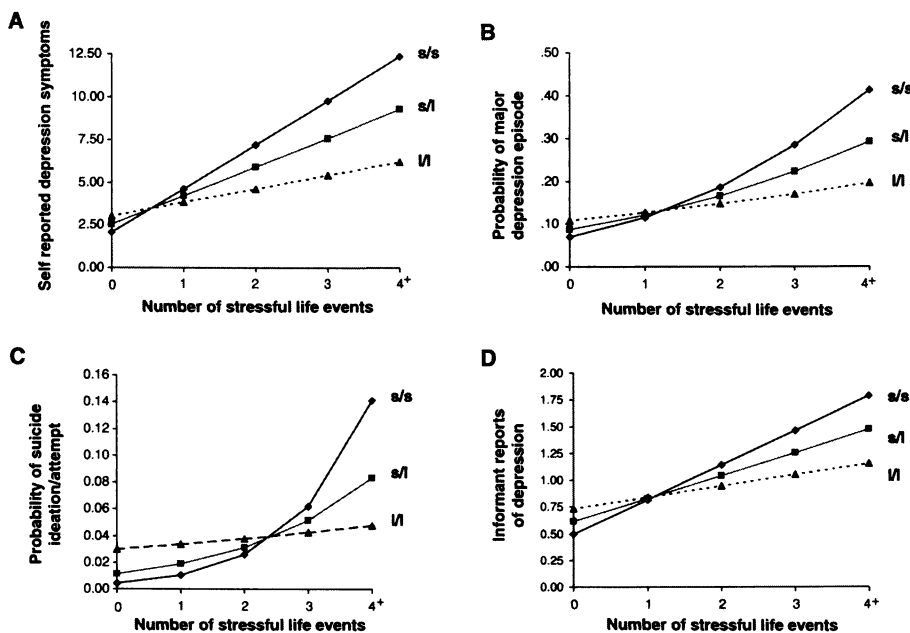 A
Self reported depression symptoms
12.50
10.00
7.50
5.00
2.50
0.00
0 1 2 3 4+
Number of stressful life events
s/s
s/l
l/l
B
Probability of major
depression episode
.50
.40
.30
.20
.10
.00
0 1 2 3 4+
Number of stressful life events
s/s
s/l
l/l
C
Probability of suicide
ideation/attempt
0.16
0.14
0.12
0.10
0.08
0.06
0.04
0.02
0.00
0 1 2 3 4+
Number of stressful life events
s/s
s/l
l/l
D
Informant reports
of depression
2.00
1.75
1.50
1.25
1.00
0.75
0.50
0.25
0.00
0 1 2 3 4+
Number of stressful life events
s/s
s/l
l/l